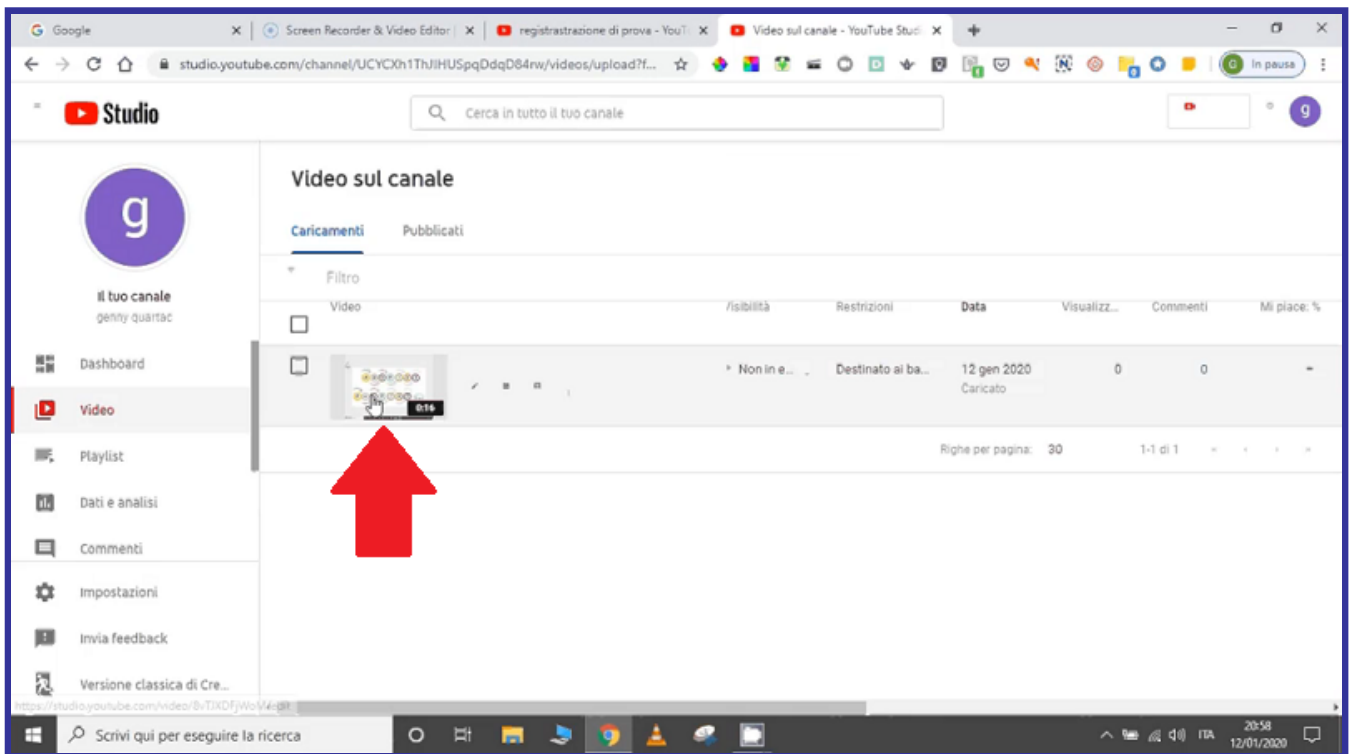 Google
Screen Recorder & Video Editor
registrastrazione di prova - YouT
Video sul canale - YouTube Studi
studio.youtube.com/channel/UCYCXh1ThJIHUSpqDdqD84rw/videos/upload?f...
In pausa
Studio
Cerca in tutto il tuo canale
g
g
Il tuo canale
genny quartac
Video sul canale
Caricamenti Pubblicati
Filtro
Video /isibilità Restrizioni Data Visualizz... Commenti Mi piace: %
0:16 Non in e... Destinato ai ba... 12 gen 2020 0 0 –
Caricato
Righe per pagina: 30 1-1 di 1
Dashboard
Video
Playlist
Dati e analisi
Commenti
Impostazioni
Invia feedback
Versione classica di Cre...
Scrivi qui per eseguire la ricerca
ITA
20:58
12/01/2020